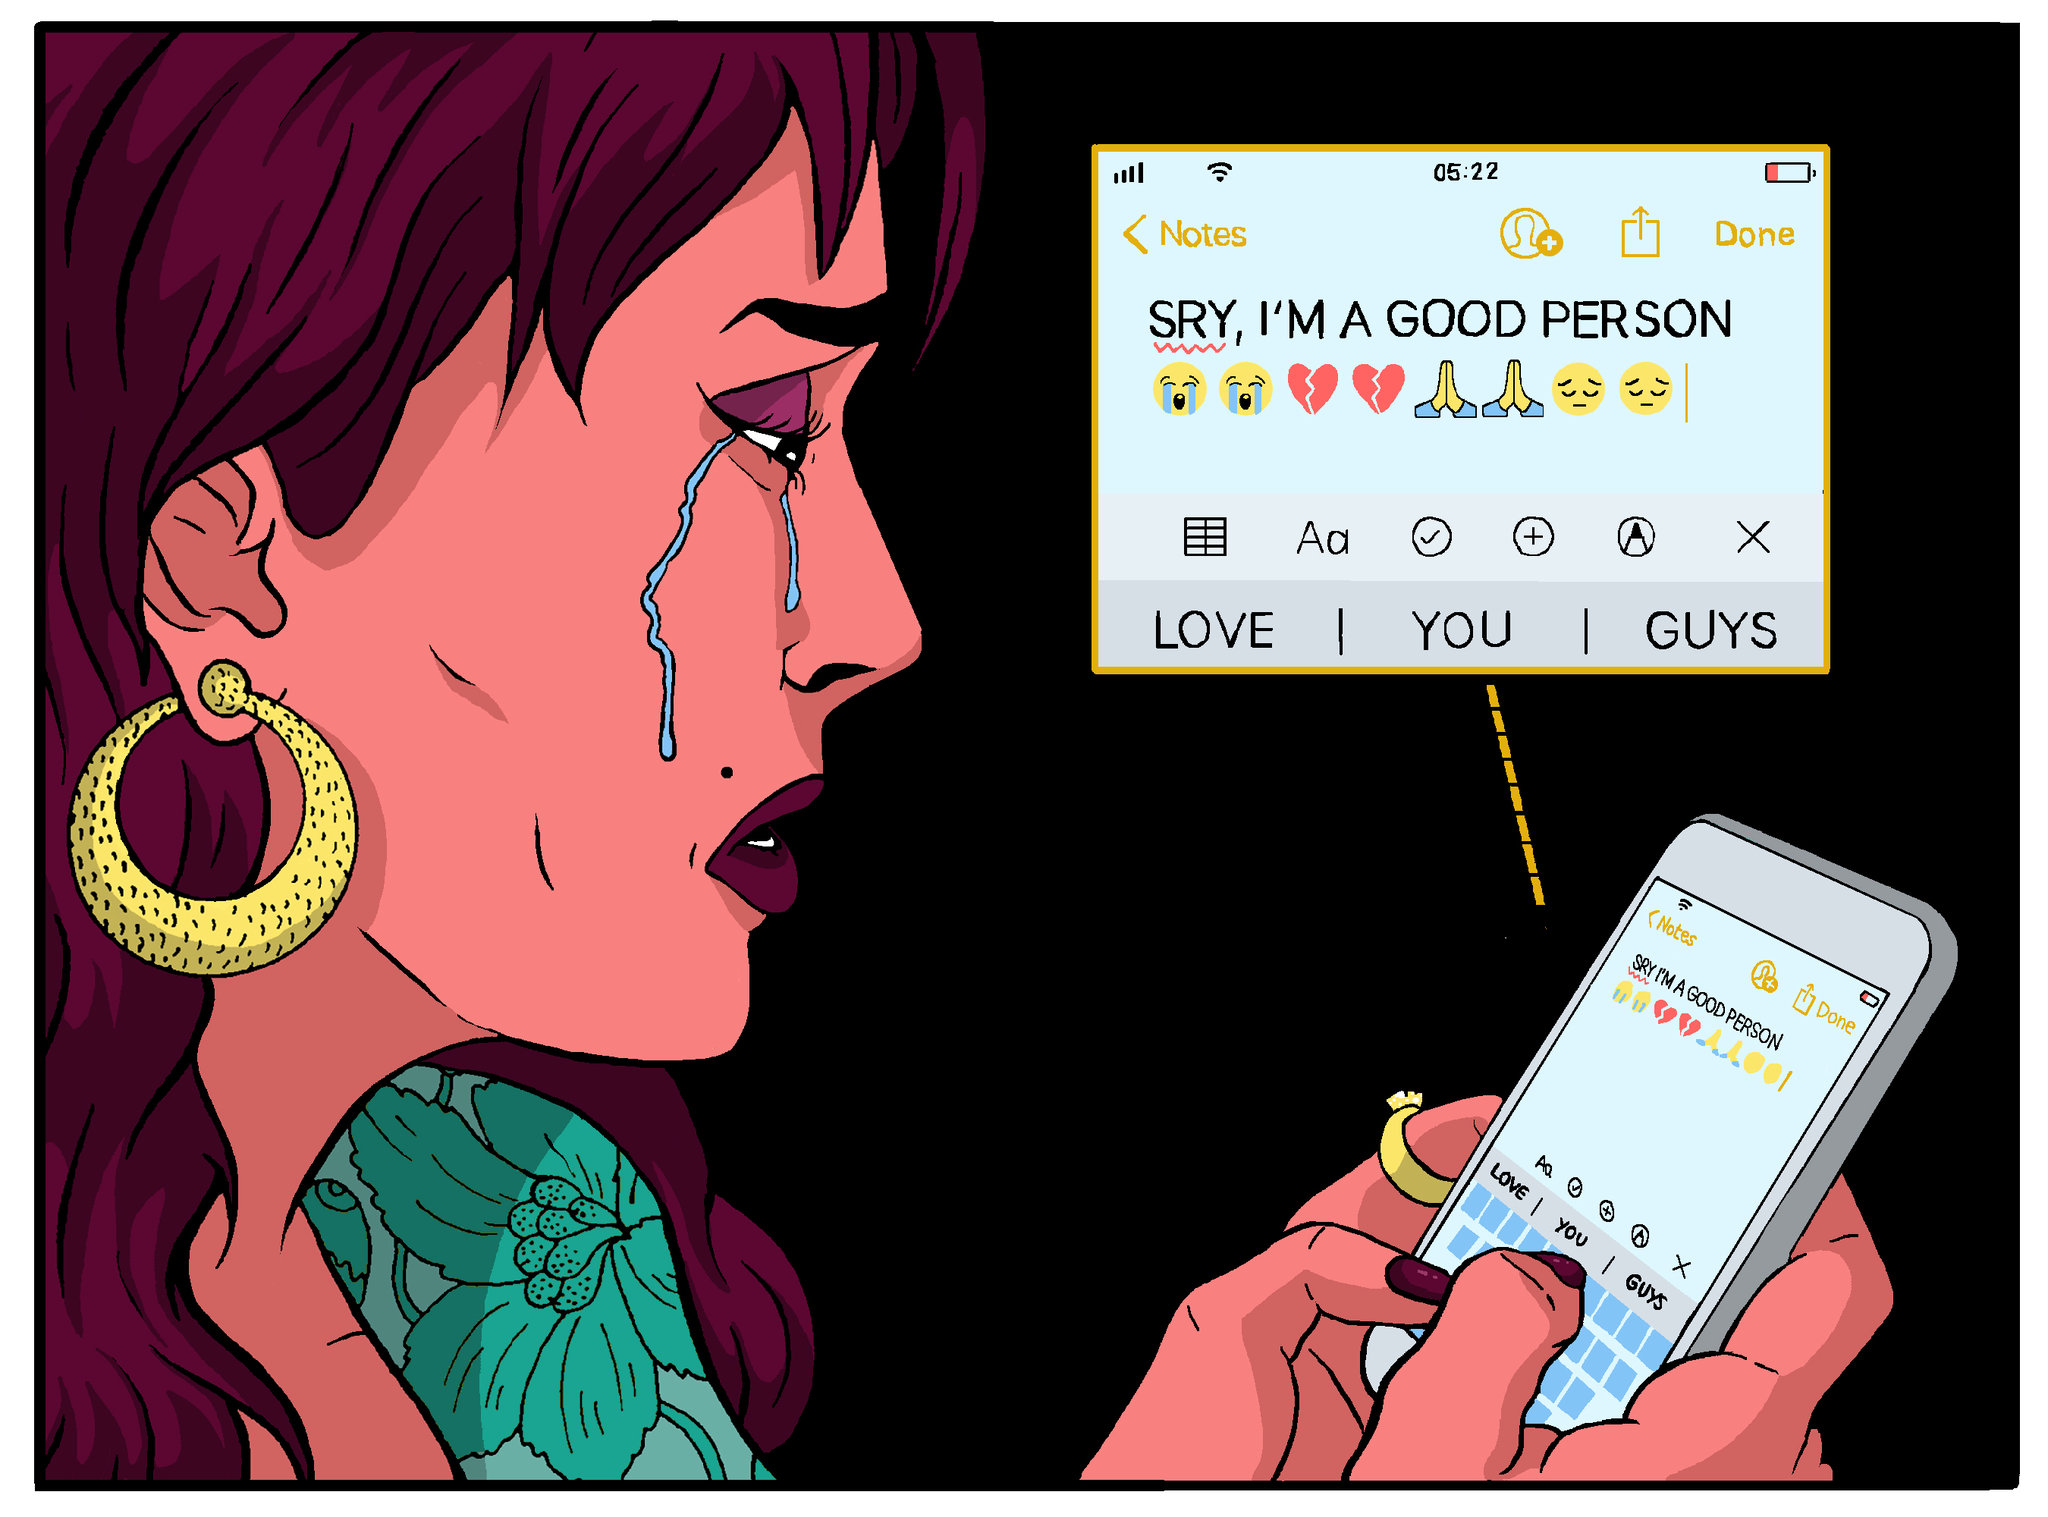 05:22
Notes Done
SRY, I'M A GOOD PERSON
😭😭💔💔🙏🙏😔😔
Aa
LOVE | YOU | GUYS
Notes
Done
SRY I'M A GOOD PERSON
😭😭💔💔🙏🙏
Aa
LOVE | YOU | GUYS